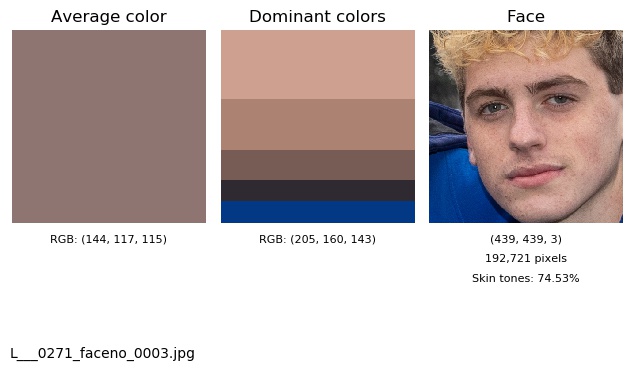 Average color
Dominant colors
Face
RGB: (144, 117, 115)
RGB: (205, 160, 143)
(439, 439, 3)
192,721 pixels
Skin tones: 74.53%
L___0271_faceno_0003.jpg